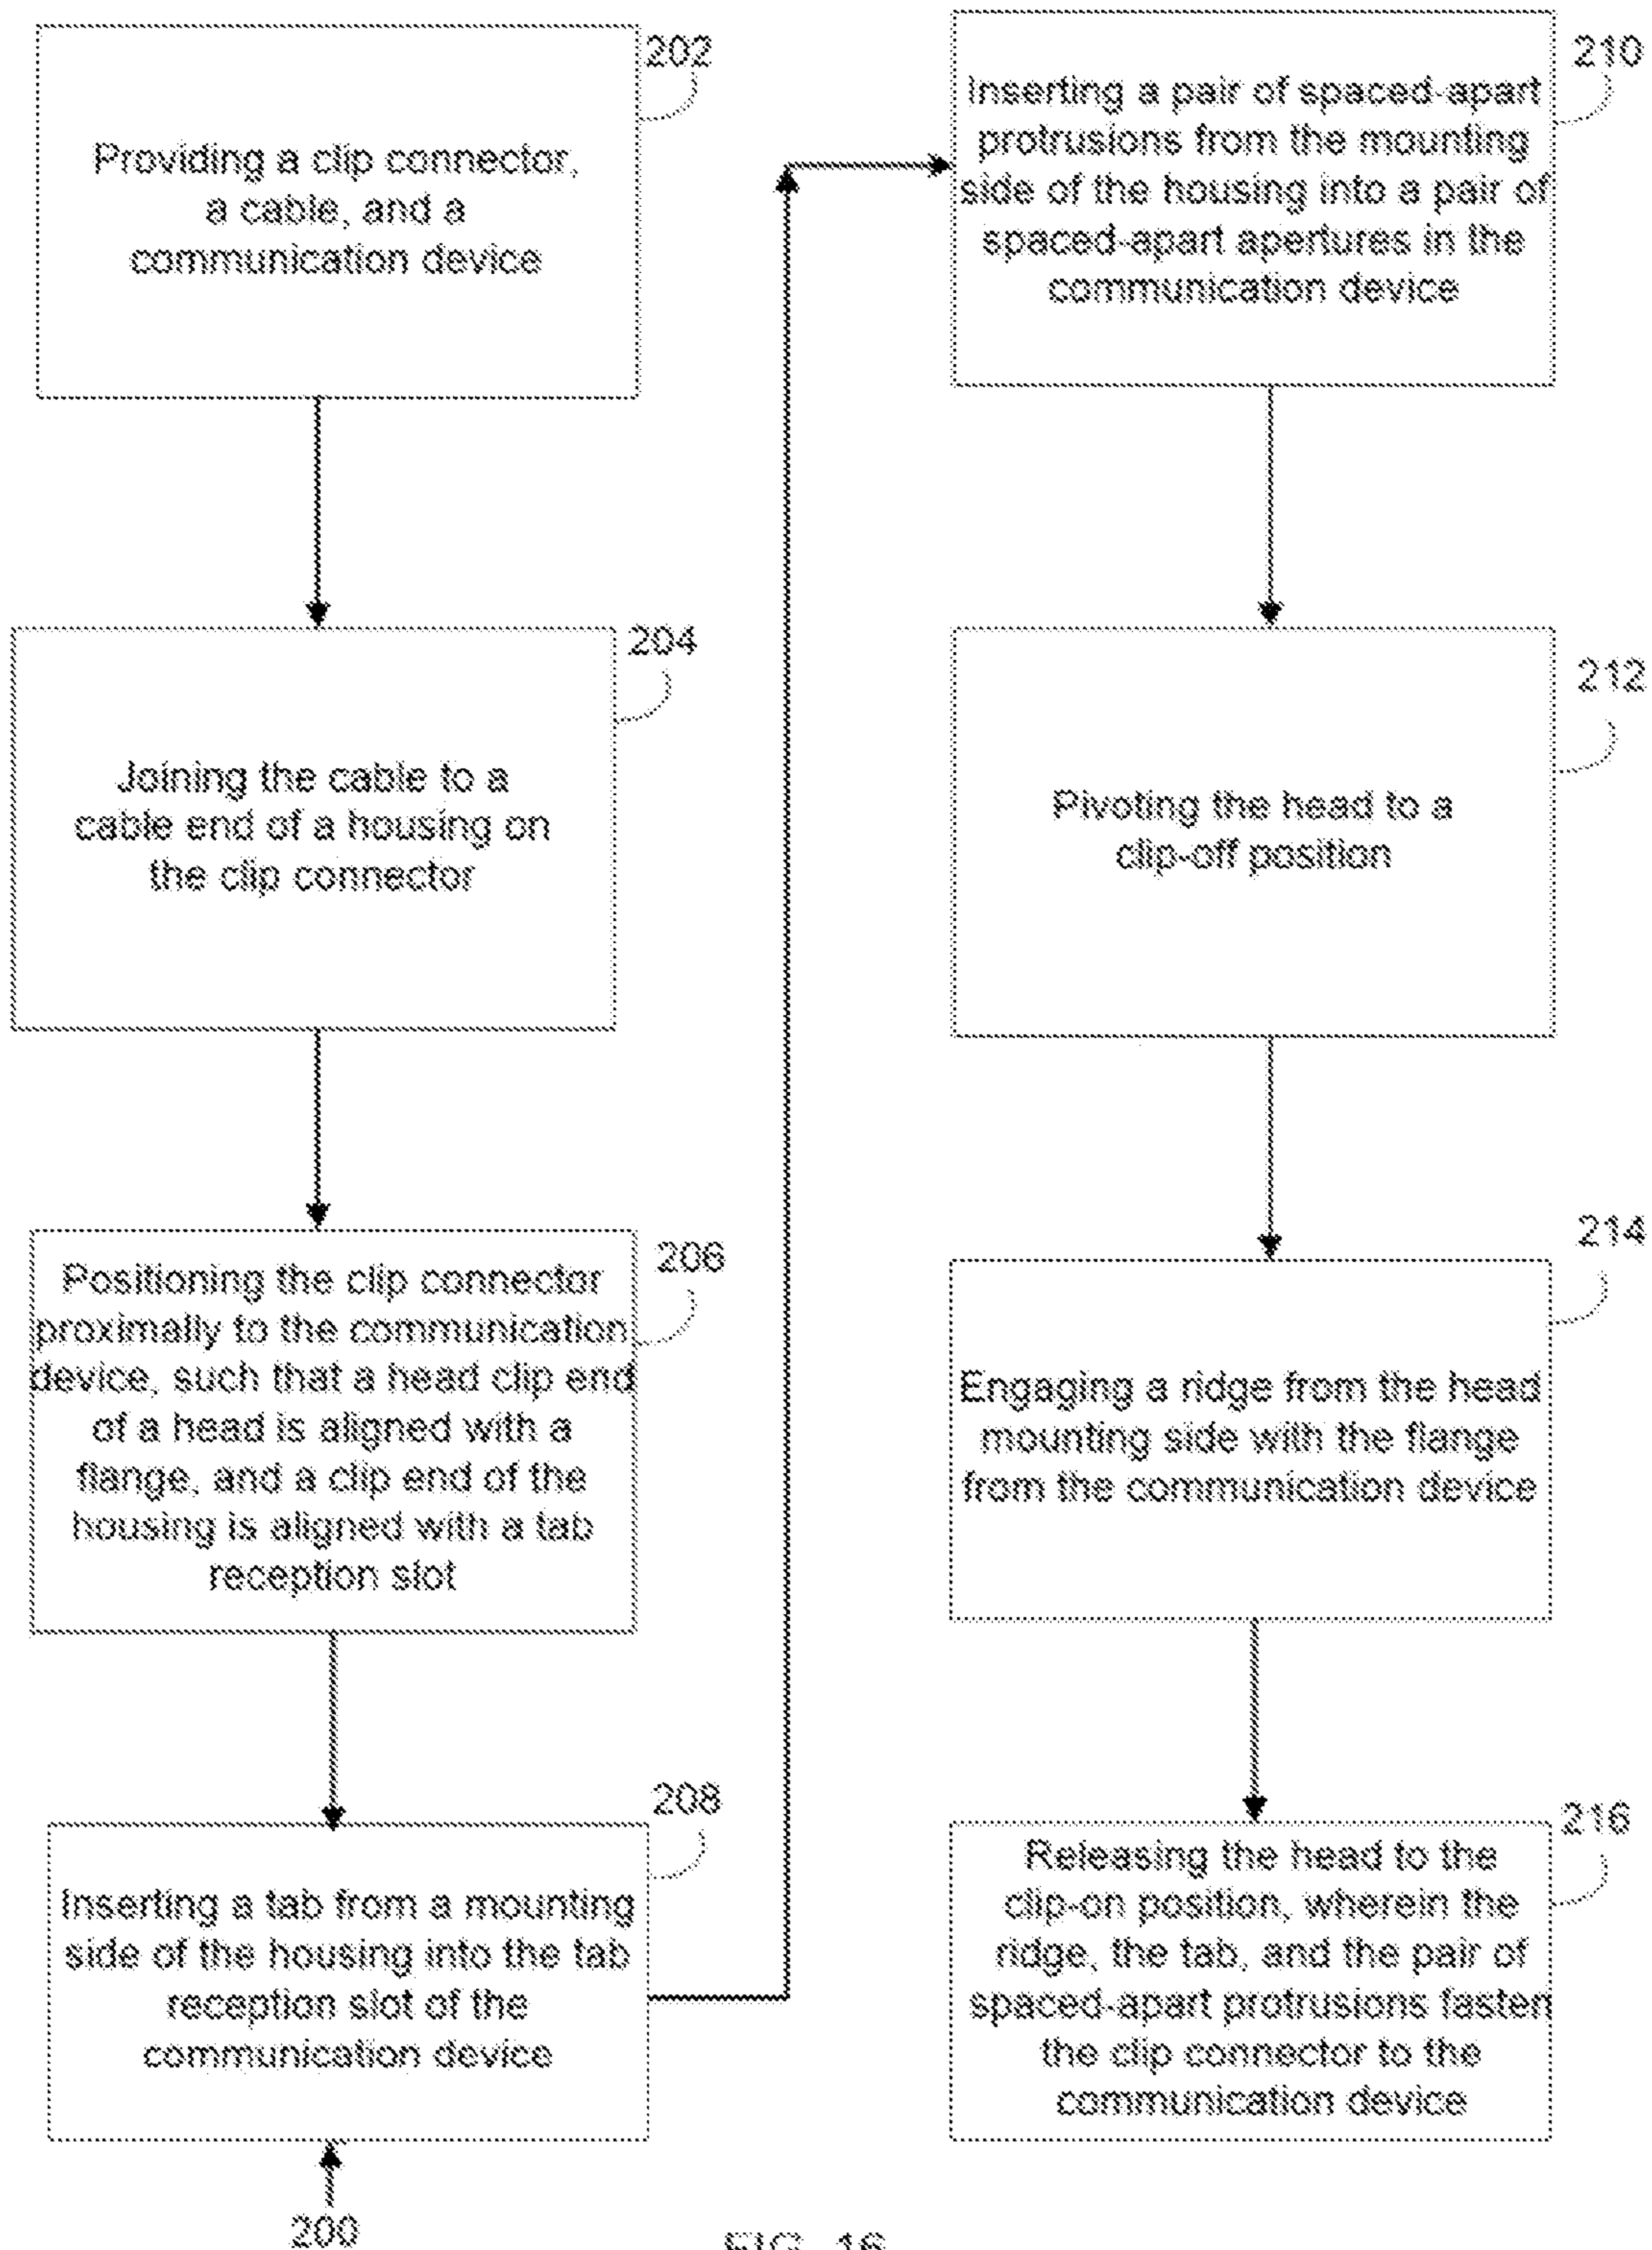 202
Providing a clip connector,
a cable, and a
communication device
204
Joining the cable to a
cable end of a housing on
the clip connector
206
Positioning the clip connector
proximally to the communication
device, such that a head clip end
of a head is aligned with a
flange, and a clip end of the
housing is aligned with a tab
reception slot
208
Inserting a tab from a mounting
side of the housing into the tab
reception slot of the
communication device
200
210
Inserting a pair of spaced-apart
protrusions from the mounting
side of the housing into a pair of
spaced-apart apertures in the
communication device
212
Pivoting the head to a
clip-off position
214
Engaging a ridge from the head
mounting side with the flange
from the communication device
216
Releasing the head to the
clip-on position, wherein the
ridge, the tab, and the pair of
spaced-apart protrusions fasten
the clip connector to the
communication device
FIG. 16